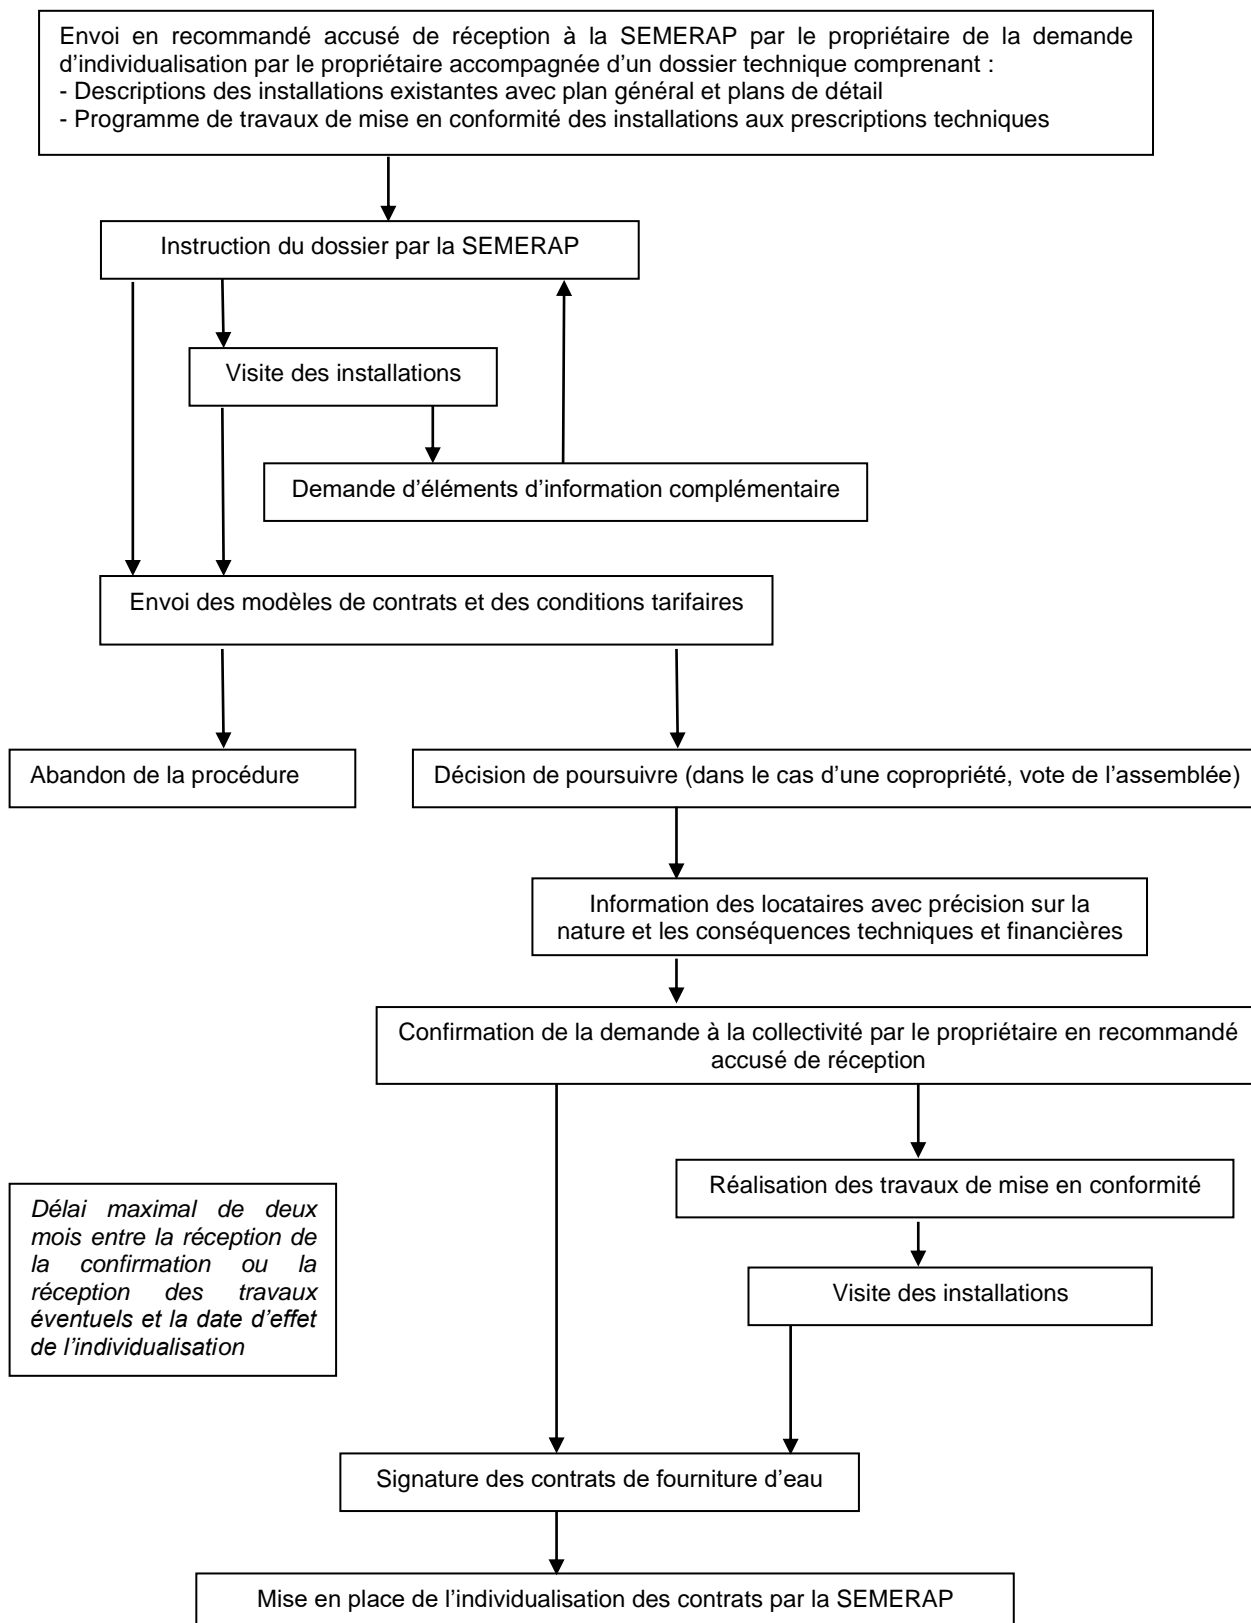 Envoi en recommandé accusé de réception à la SEMERAP par le propriétaire de la demande
d’individualisation par le propriétaire accompagnée d’un dossier technique comprenant :
- Descriptions des installations existantes avec plan général et plans de détail
- Programme de travaux de mise en conformité des installations aux prescriptions techniques
Instruction du dossier par la SEMERAP
Visite des installations
Demande d’éléments d’information complémentaire
Envoi des modèles de contrats et des conditions tarifaires
Abandon de la procédure
Décision de poursuivre (dans le cas d’une copropriété, vote de l’assemblée)
Information des locataires avec précision sur la
nature et les conséquences techniques et financières
Confirmation de la demande à la collectivité par le propriétaire en recommandé
accusé de réception
Réalisation des travaux de mise en conformité
Délai maximal de deux
mois entre la réception de
la confirmation ou la
réception des travaux
éventuels et la date d’effet
de l’individualisation
Visite des installations
Signature des contrats de fourniture d’eau
Mise en place de l’individualisation des contrats par la SEMERAP